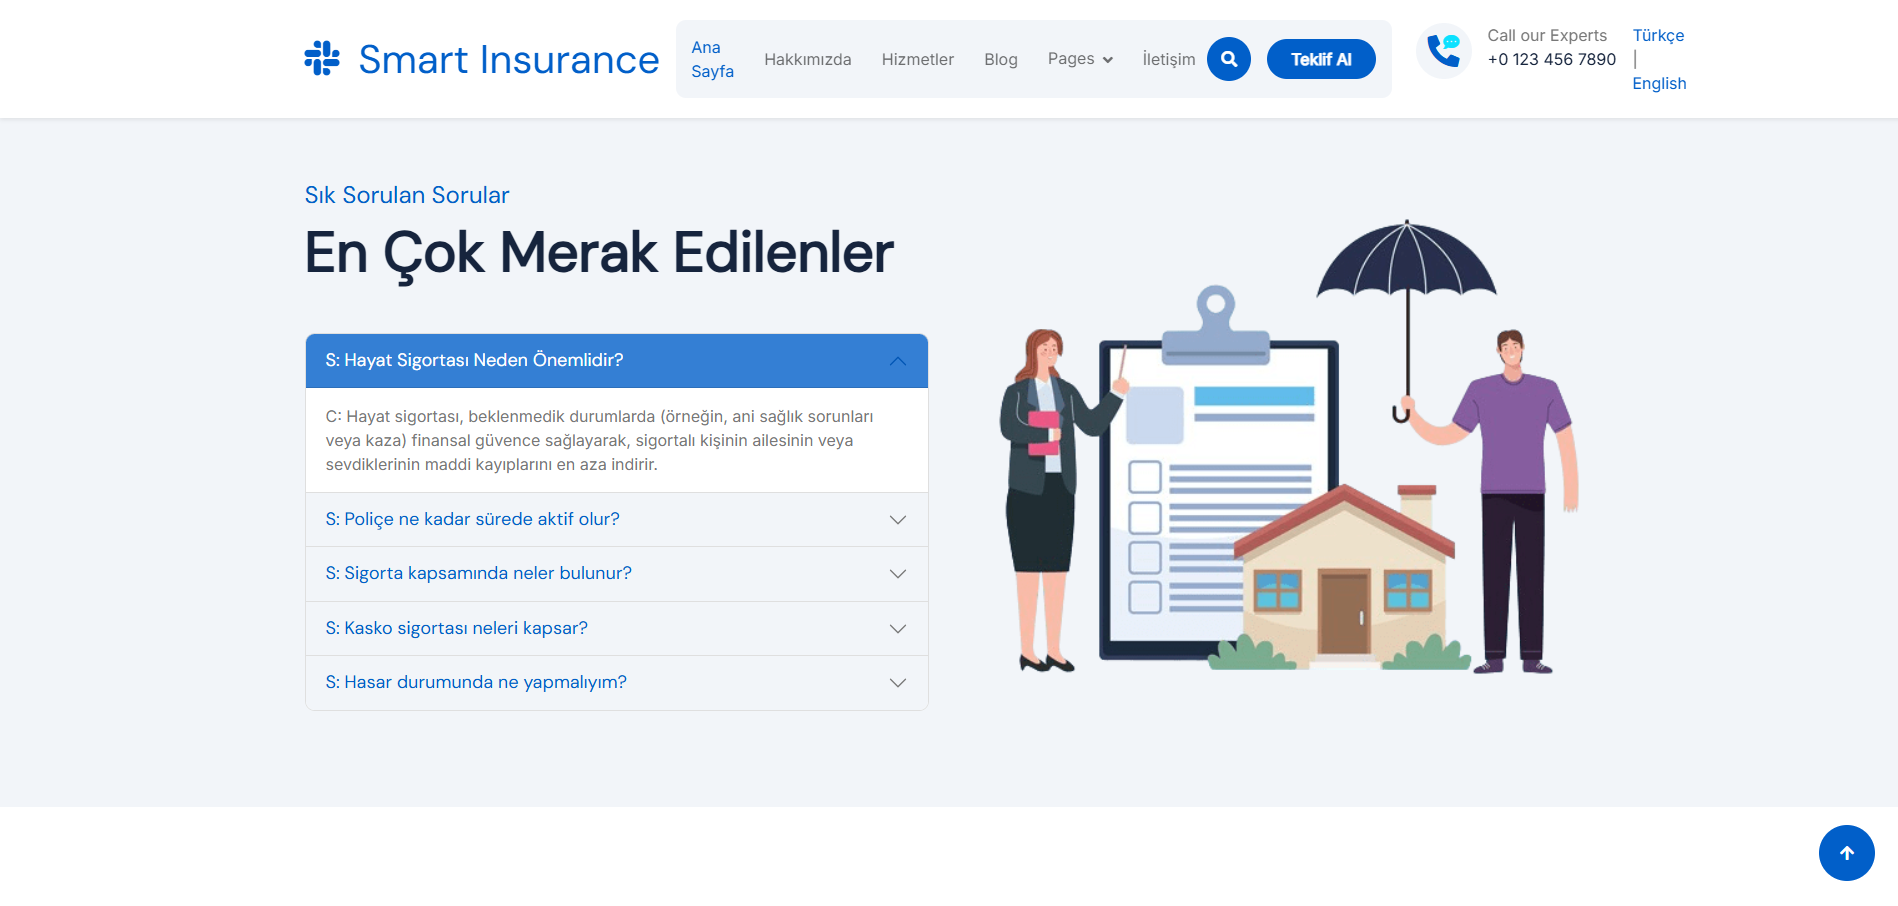 Smart Insurance
Ana
Sayfa
Hakkımızda
Hizmetler
Blog
Pages
İletişim
Teklif Al
Call our Experts
+0 123 456 7890
Türkçe
|
English
Sık Sorulan Sorular
En Çok Merak Edilenler
S: Hayat Sigortası Neden Önemlidir?
C: Hayat sigortası, beklenmedik durumlarda (örneğin, ani sağlık sorunları
veya kaza) finansal güvence sağlayarak, sigortalı kişinin ailesinin veya
sevdiklerinin maddi kayıplarını en aza indirir.
S: Poliçe ne kadar sürede aktif olur?
S: Sigorta kapsamında neler bulunur?
S: Kasko sigortası neleri kapsar?
S: Hasar durumunda ne yapmalıyım?